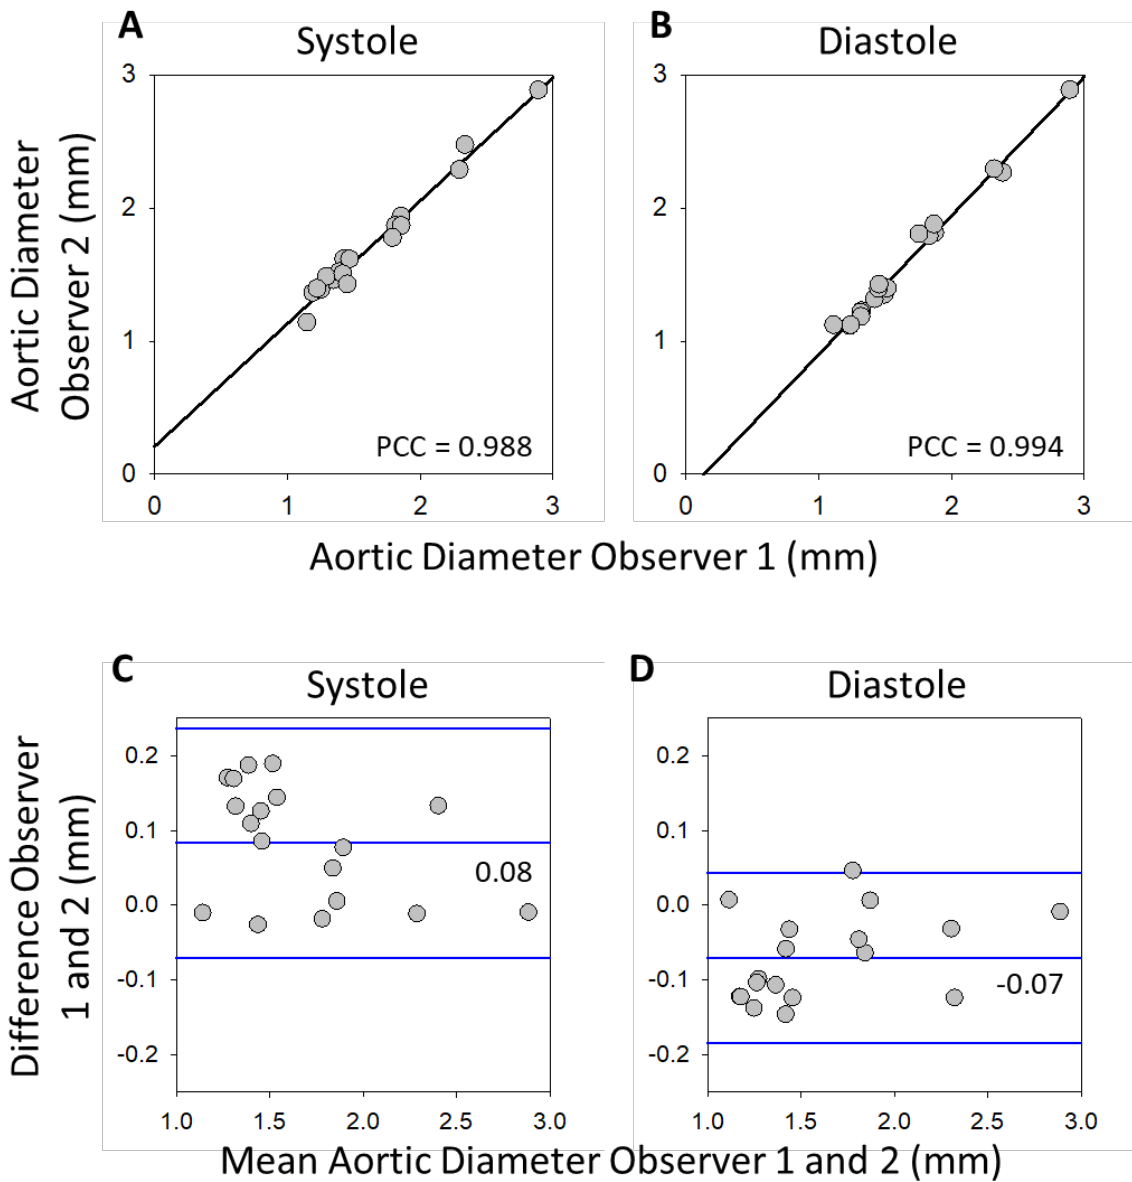 A
Systole
B
Diastole
Aortic Diameter
Observer 2 (mm)
3
2
1
0
PCC = 0.988
0
1
2
3
3
2
1
0
PCC = 0.994
0
1
2
3
Aortic Diameter Observer 1 (mm)
C
Systole
D
Diastole
Difference Observer
1 and 2 (mm)
0.2
0.1
0.0
-0.1
-0.2
0.08
1.0
1.5
2.0
2.5
3.0
0.2
0.1
0.0
-0.1
-0.2
-0.07
1.0
1.5
2.0
2.5
3.0
Mean Aortic Diameter Observer 1 and 2 (mm)